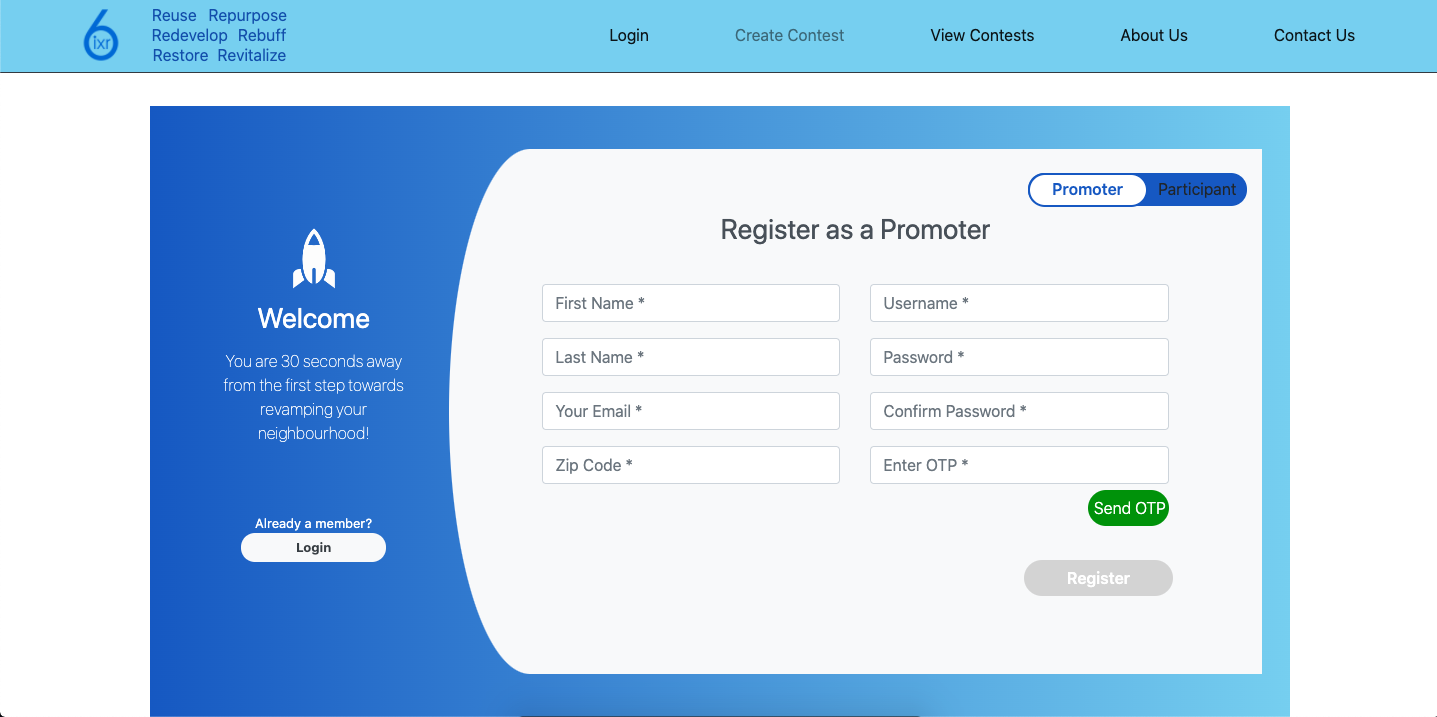 6ixr
Reuse Repurpose
Redevelop Rebuff
Restore Revitalize
Login
Create Contest
View Contests
About Us
Contact Us
Promoter
Participant
Register as a Promoter
Welcome
You are 30 seconds away
from the first step towards
revamping your
neighbourhood!
Already a member?
Login
First Name *
Username *
Last Name *
Password *
Your Email *
Confirm Password *
Zip Code *
Enter OTP *
Send OTP
Register